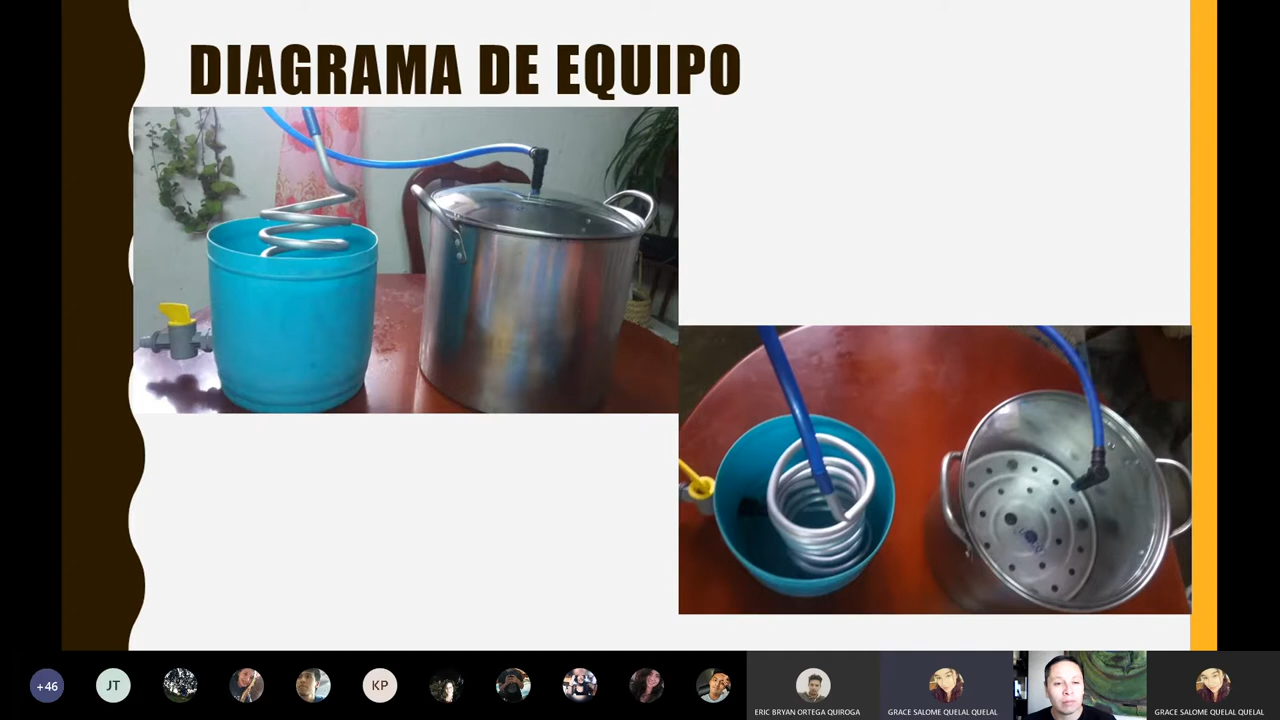 DIAGRAMA DE EQUIPO
+46
JT
KP
ERIC BRYAN ORTEGA QUIROGA
GRACE SALOME QUELAL QUELAL
GRACE SALOME QUELAL QUELAL